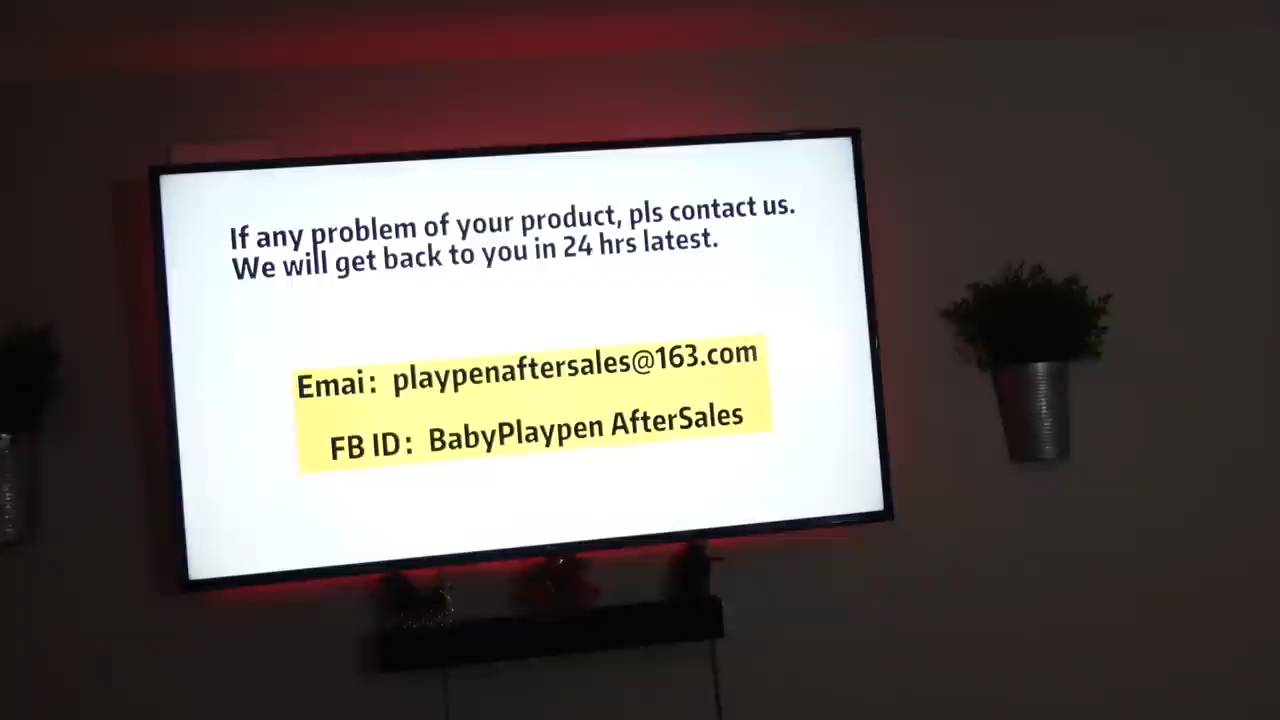 If any problem of your product, pls contact us.
We will get back to you in 24 hrs latest.
Emai: playpenaftersales@163.com
FB ID: BabyPlaypen AfterSales